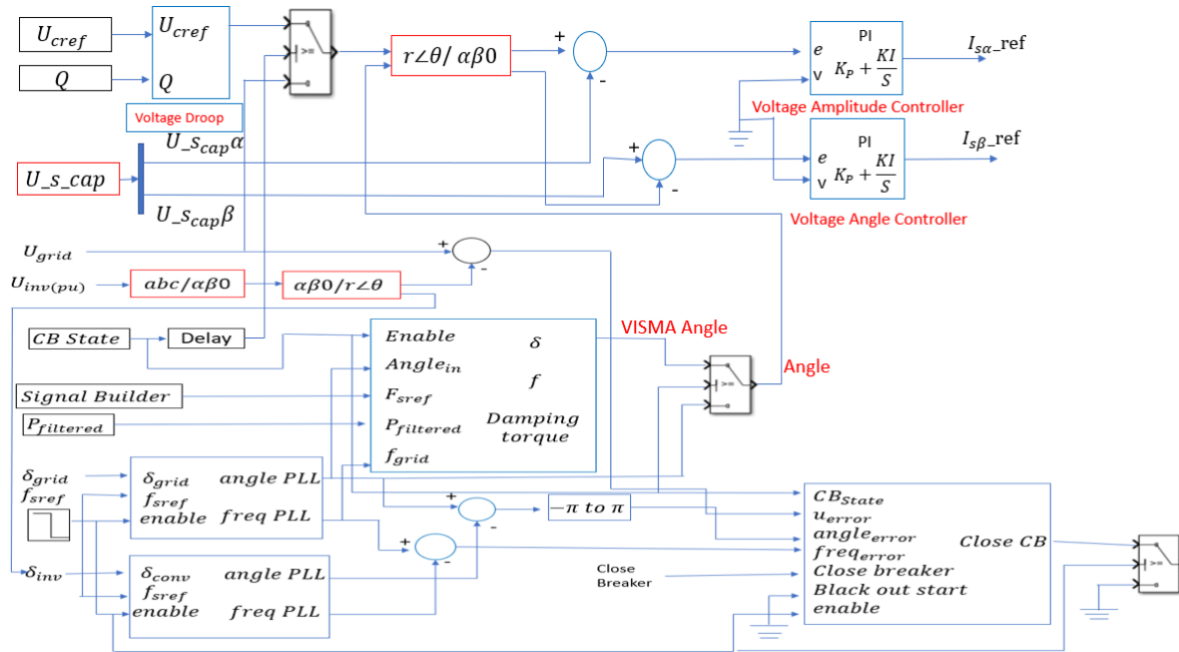 U_cref
Q
U_cref
Q
Voltage Droop
>=
r∠θ/ αβ0
+
-
PI
e
v
K_P + KI/S
I_sα_ref
Voltage Amplitude Controller
U_s_cap
U_s_cap α
U_s_cap β
+
-
PI
e
v
K_P + KI/S
I_sβ_ref
Voltage Angle Controller
U_grid
+
-
U_inv(pu)
abc/αβ0
αβ0/r∠θ
CB State
Delay
Signal Builder
P_filtered
Enable
Angle_in
F_sref
P_filtered
f_grid
δ
f
Damping
torque
VISMA Angle
>=
Angle
δ_grid
f_sref
δ_grid
f_sref
enable
angle PLL
freq PLL
δ_inv
δ_conv
f_sref
enable
angle PLL
freq PLL
+
-
+
-
−π to π
Close
Breaker
CB_State
u_error
angle_error
freq_error
Close breaker
Black out start
enable
Close CB
>=